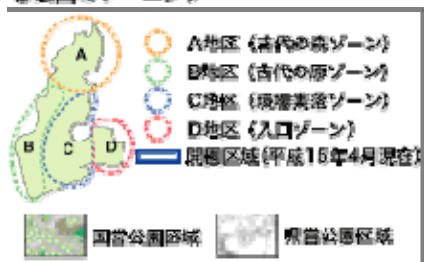 A
B
C
D
A地区 (古代の森ゾーン)
B地区 (古代の原ゾーン)
C地区 (環濠集落ゾーン)
D地区 (入口ゾーン)
開園区域(平成15年4月現在)
国営公園区域
県営公園区域